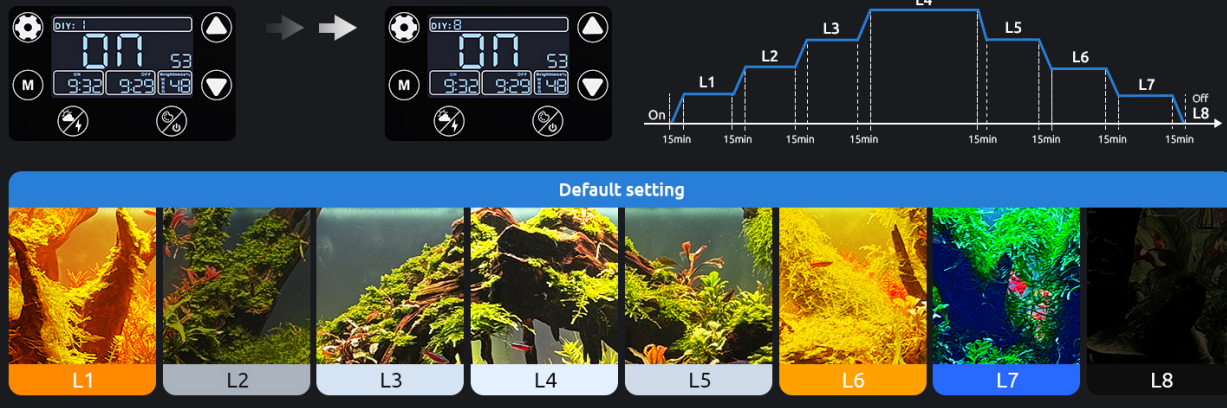 DIY: 1
on
S3
ON OFF Brightness%
9:32 9:29 48
M
DIY:8
on
S3
ON OFF Brightness%
9:32 9:29 48
M
L4
L3
L5
L2
L6
L1
L7
On
Off
L8
15min 15min 15min 15min 15min 15min 15min 15min
Default setting
L1 L2 L3 L4 L5 L6 L7 L8